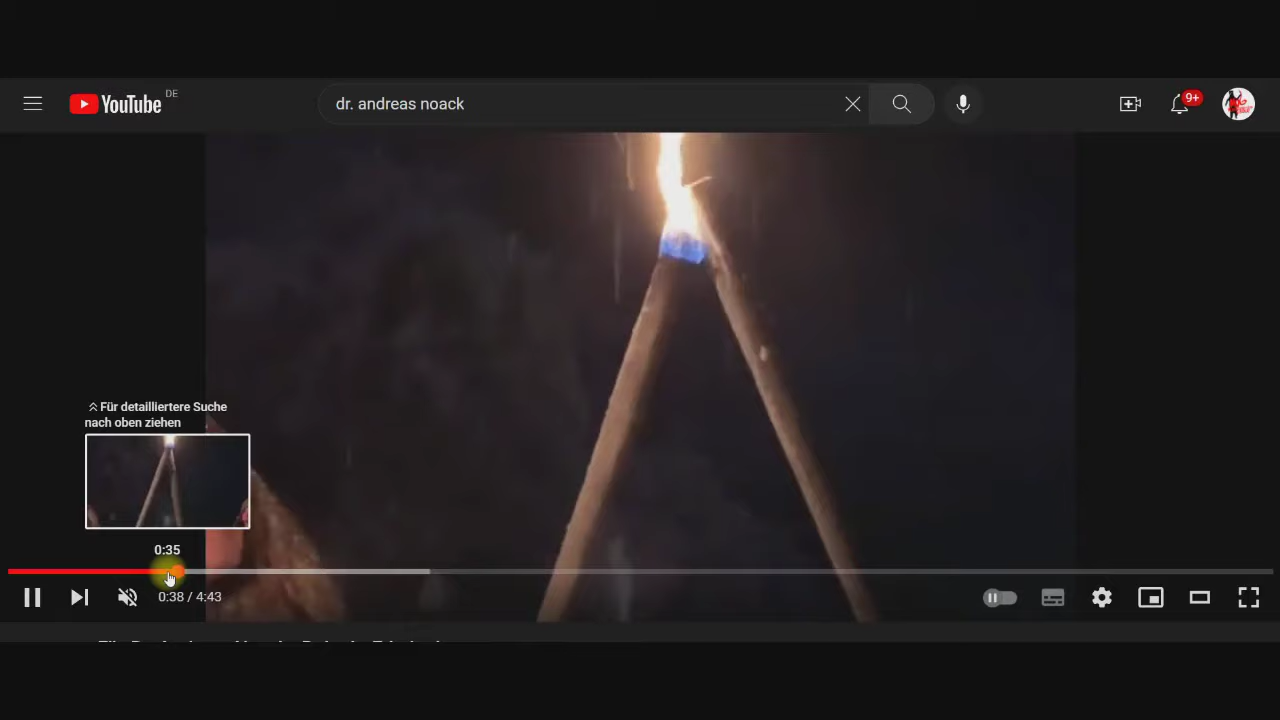 YouTube DE
dr. andreas noack
9+
Für detailliertere Suche
nach oben ziehen
0:35
0:38 / 4:43